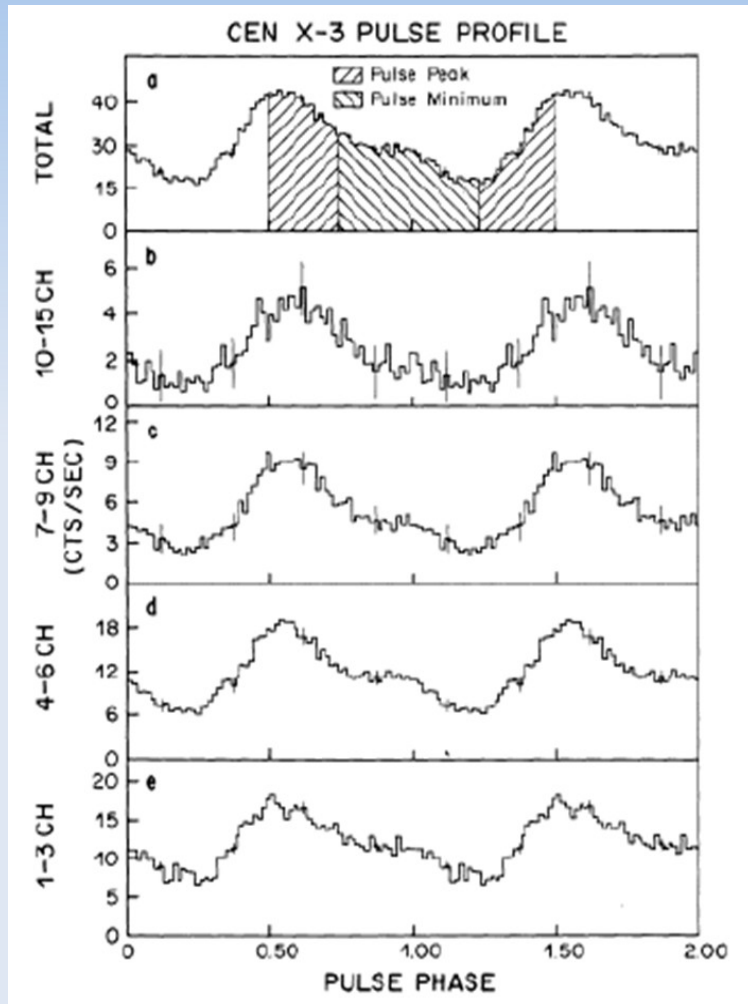 CEN X-3 PULSE PROFILE
a
Pulse Peak
Pulse Minimum
TOTAL
40
30
15
0
b
10-15 CH
6
4
2
0
c
7-9 CH
(CTS/SEC)
12
9
6
3
0
d
4-6 CH
18
12
6
0
e
1-3 CH
20
15
10
5
0
0 0.50 1.00 1.50 2.00
PULSE PHASE